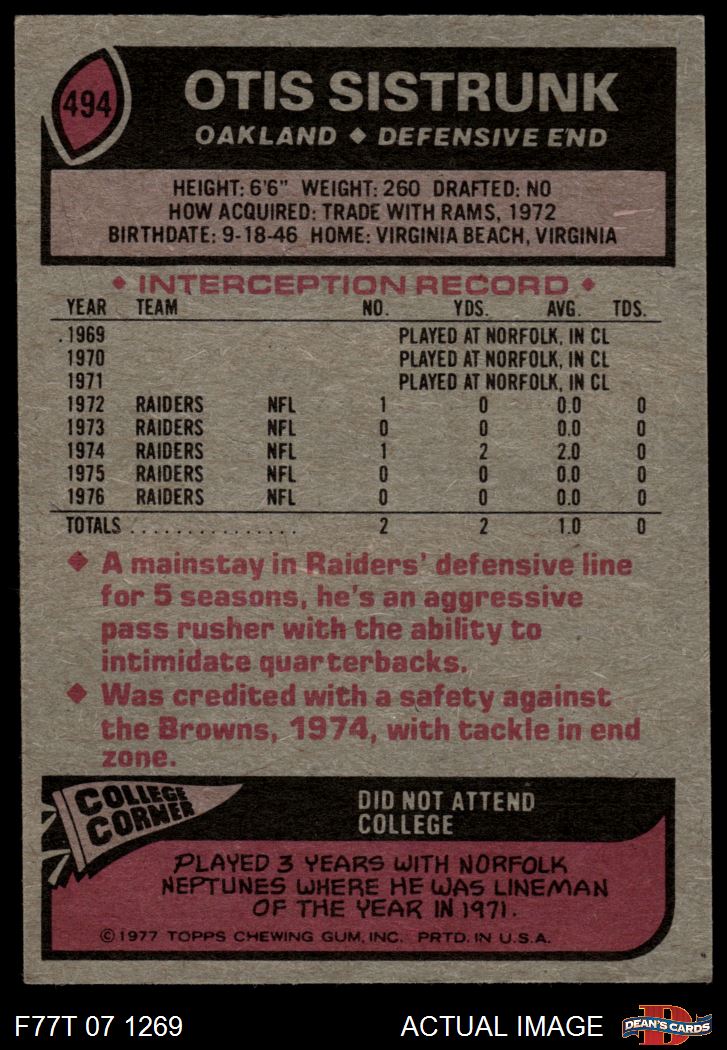 494
OTIS SISTRUNK
OAKLAND ♦ DEFENSIVE END
HEIGHT: 6'6" WEIGHT: 260 DRAFTED: NO
HOW ACQUIRED: TRADE WITH RAMS, 1972
BIRTHDATE: 9-18-46 HOME: VIRGINIA BEACH, VIRGINIA
♦ INTERCEPTION RECORD ♦
YEAR TEAM NO. YDS. AVG. TDS.
1969 PLAYED AT NORFOLK, IN CL
1970 PLAYED AT NORFOLK, IN CL
1971 PLAYED AT NORFOLK, IN CL
1972 RAIDERS NFL 1 0 0.0 0
1973 RAIDERS NFL 0 0 0.0 0
1974 RAIDERS NFL 1 2 2.0 0
1975 RAIDERS NFL 0 0 0.0 0
1976 RAIDERS NFL 0 0 0.0 0
TOTALS ............... 2 2 1.0 0
♦ A mainstay in Raiders' defensive line
for 5 seasons, he's an aggressive
pass rusher with the ability to
intimidate quarterbacks.
♦ Was credited with a safety against
the Browns, 1974, with tackle in end
zone.
COLLEGE
CORNER
DID NOT ATTEND
COLLEGE
PLAYED 3 YEARS WITH NORFOLK
NEPTUNES WHERE HE WAS LINEMAN
OF THE YEAR IN 1971.
©1977 TOPPS CHEWING GUM, INC. PRTD. IN U.S.A.
F77T 07 1269
ACTUAL IMAGE
D
DEAN'S CARDS